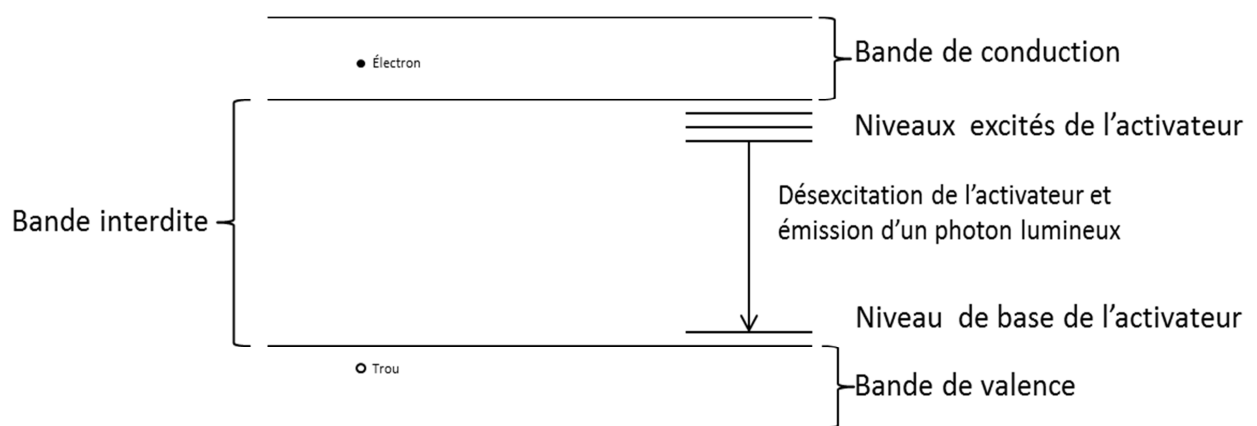 Bande de conduction
Électron
Niveaux excités de l’activateur
Désexcitation de l’activateur et
émission d’un photon lumineux
Bande interdite
Niveau de base de l’activateur
Trou
Bande de valence